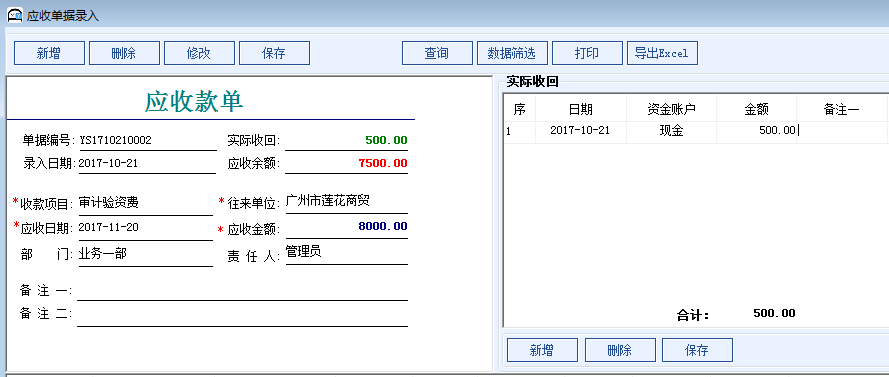 应收单据录入
新增 删除 修改 保存 查询 数据筛选 打印 导出Excel
应收款单
单据编号: YS1710210002 实际收回: 500.00
录入日期: 2017-10-21 应收余额: 7500.00
*收款项目: 审计验资费 *往来单位: 广州市莲花商贸
*应收日期: 2017-11-20 *应收金额: 8000.00
部 门: 业务一部 责 任 人: 管理员
备 注 一:
备 注 二:
实际收回
序 日期 资金账户 金额 备注一
1 2017-10-21 现金 500.00
合计: 500.00
新增 删除 保存